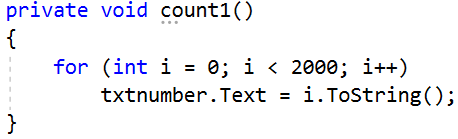 private void count1()
{
for (int i = 0; i < 2000; i++)
txtnumber.Text = i.ToString();
}